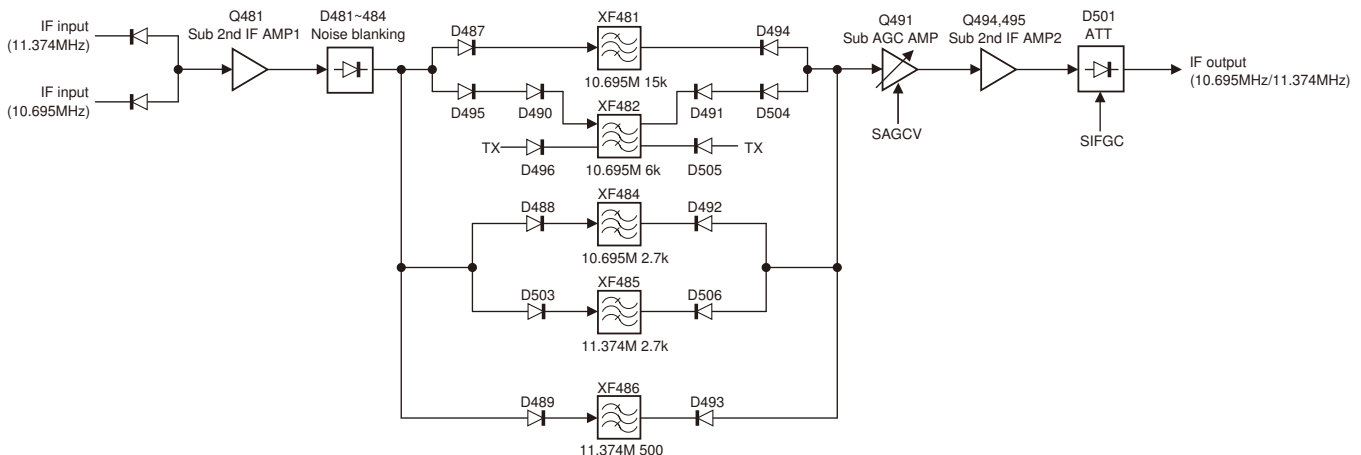 IF input
(11.374MHz)
IF input
(10.695MHz)
Q481
Sub 2nd IF AMP1
D481~484
Noise blanking
D487
XF481
10.695M 15k
D494
D495
D490
XF482
10.695M 6k
D491
D504
TX
D496
D505
TX
D488
XF484
10.695M 2.7k
D492
D503
XF485
11.374M 2.7k
D506
D489
XF486
11.374M 500
D493
Q491
Sub AGC AMP
SAGCV
Q494,495
Sub 2nd IF AMP2
D501
ATT
SIFGC
IF output
(10.695MHz/11.374MHz)